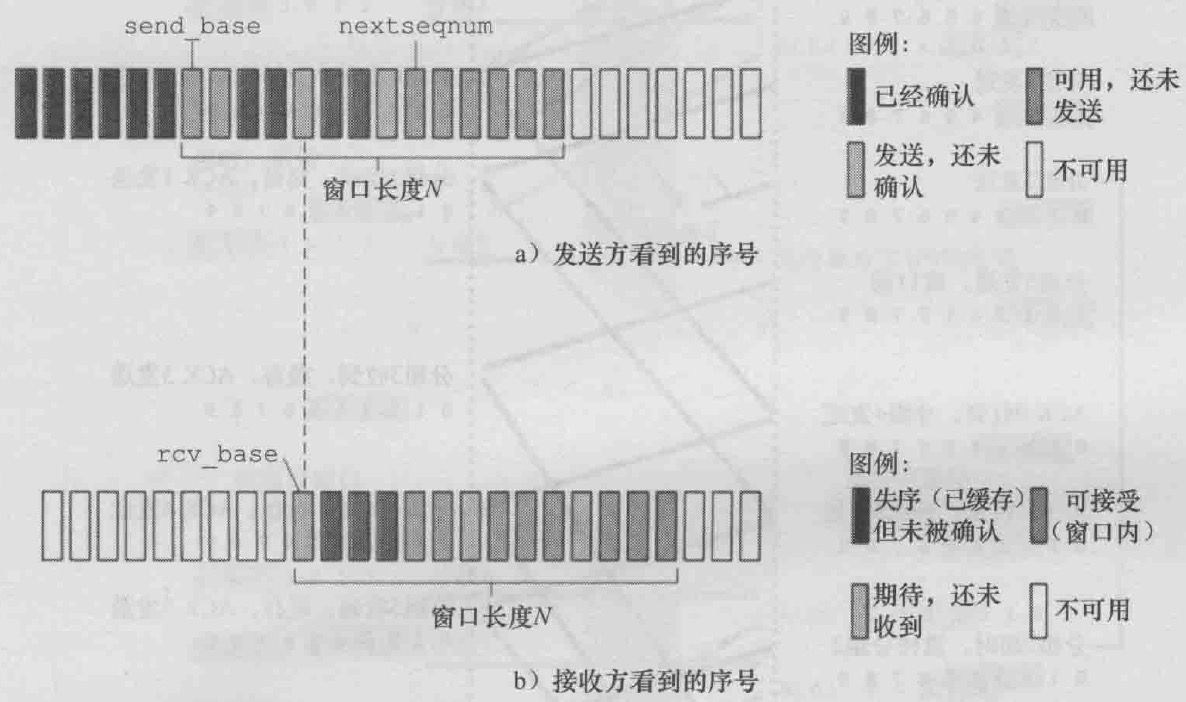 send_base
nextseqnum
图例:
已经确认
可用，还未
发送
发送，还未
确认
不可用
窗口长度N
a）发送方看到的序号
rcv_base
图例:
失序（已缓存）
但未被确认
可接受
（窗口内）
期待，还未
收到
不可用
窗口长度N
b）接收方看到的序号